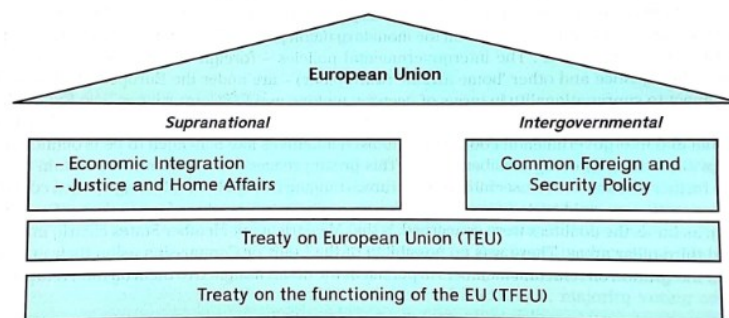 European Union
Supranational
Intergovernmental
– Economic Integration
– Justice and Home Affairs
Common Foreign and
Security Policy
Treaty on European Union (TEU)
Treaty on the functioning of the EU (TFEU)